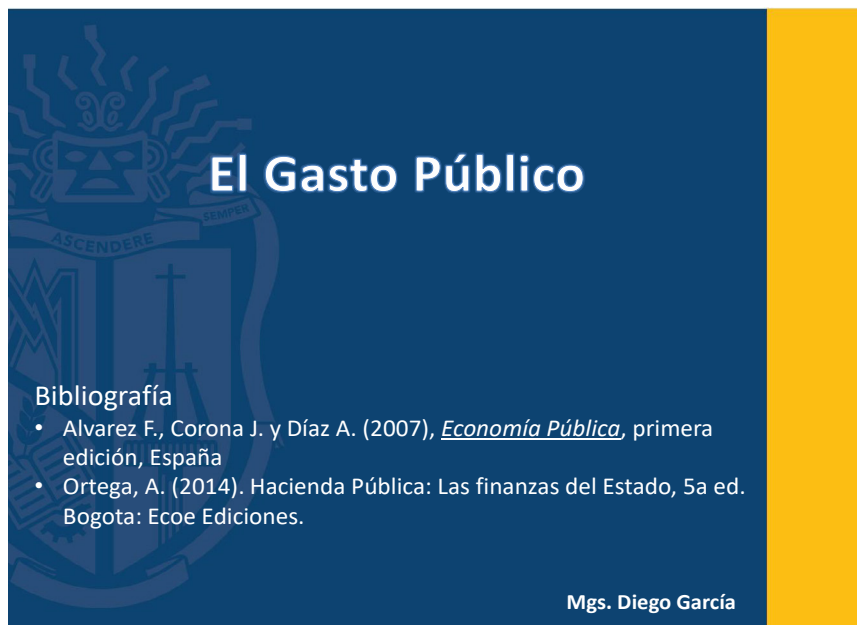 SEMPER
ASCENDERE
El Gasto Público
Bibliografía
• Alvarez F., Corona J. y Díaz A. (2007), Economía Pública, primera
edición, España
• Ortega, A. (2014). Hacienda Pública: Las finanzas del Estado, 5a ed.
Bogota: Ecoe Ediciones.
Mgs. Diego García